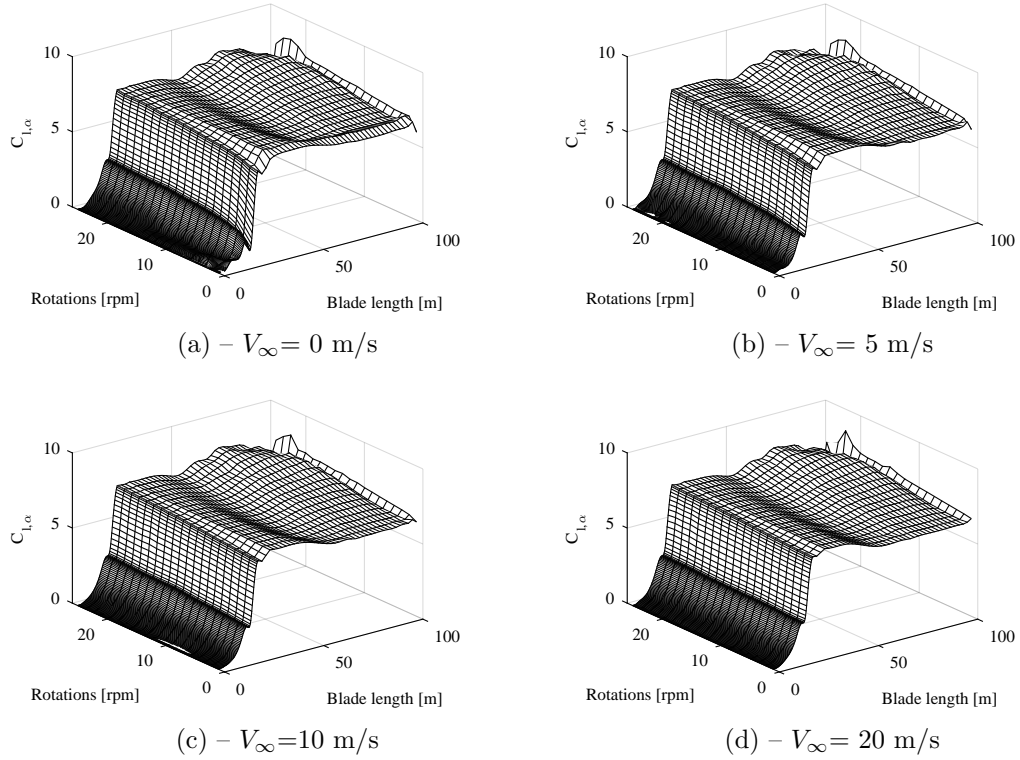 10
5
0
C_{l,α}
20
10
0
0
50
100
Rotations [rpm]
Blade length [m]
(a) – V_∞= 0 m/s
10
5
0
C_{l,α}
20
10
0
0
50
100
Rotations [rpm]
Blade length [m]
(b) – V_∞= 5 m/s
10
5
0
C_{l,α}
20
10
0
0
50
100
Rotations [rpm]
Blade length [m]
(c) – V_∞=10 m/s
10
5
0
C_{l,α}
20
10
0
0
50
100
Rotations [rpm]
Blade length [m]
(d) – V_∞= 20 m/s